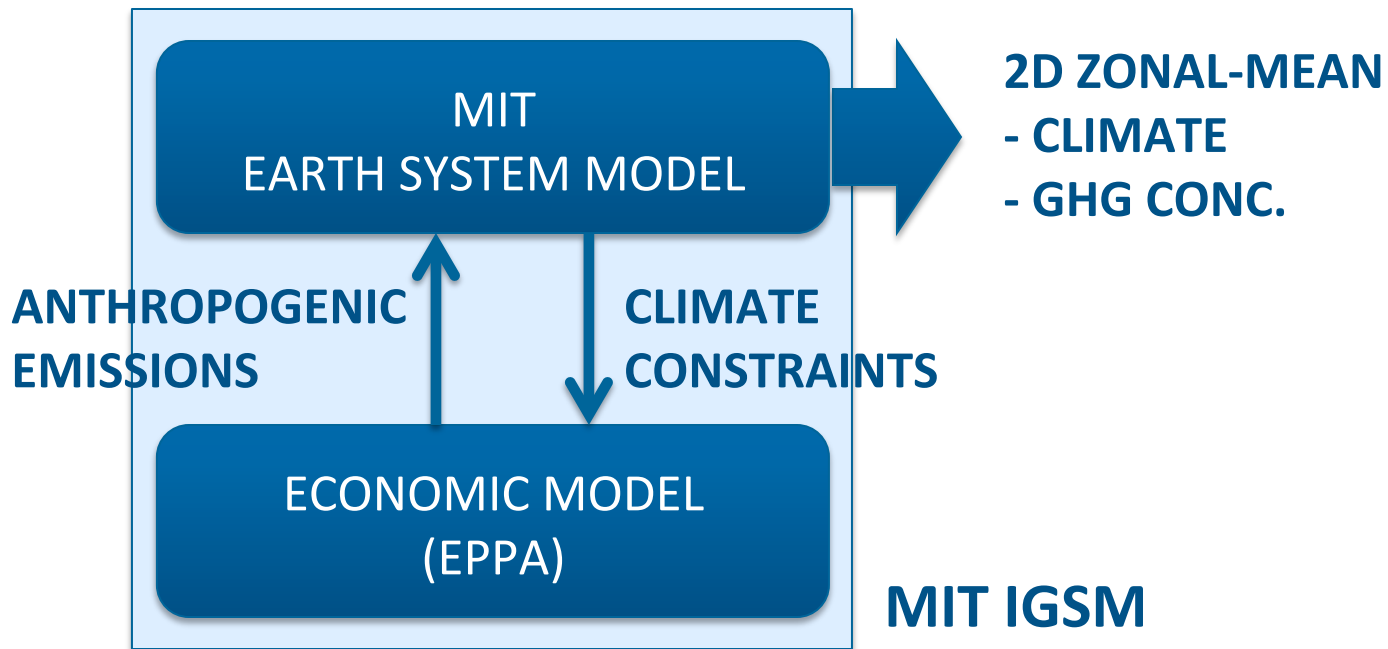 MIT
EARTH SYSTEM MODEL
2D ZONAL-MEAN
- CLIMATE
- GHG CONC.
ANTHROPOGENIC
EMISSIONS
CLIMATE
CONSTRAINTS
ECONOMIC MODEL
(EPPA)
MIT IGSM